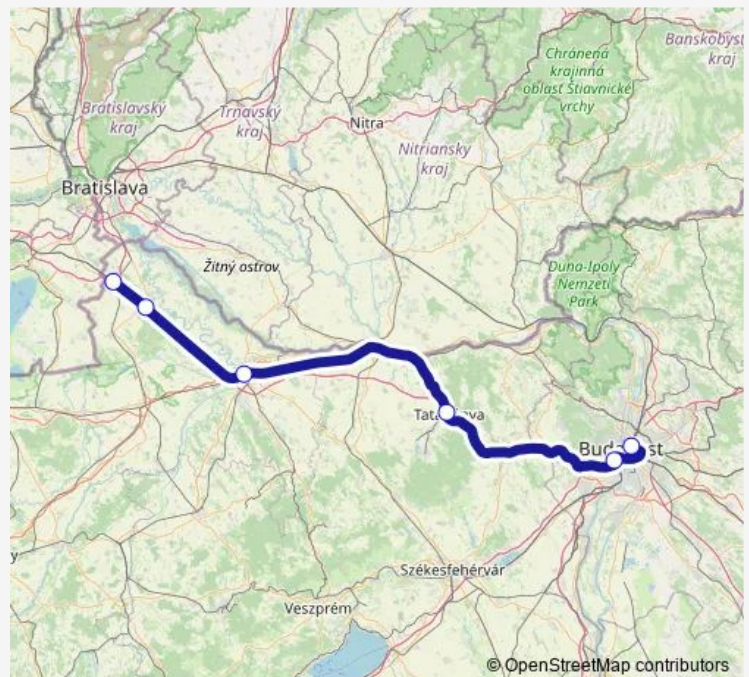 Banskobyst
kraj
Chránená
krajinná
oblasť Štiavnické
vrchy
Bratislavský
kraj
Trnavský
kraj
Nitra
Nitriansky
kraj
Bratislava
Žitný ostrov
Duna-Ipoly
Nemzeti
Park
Székesfehérvár
Veszprém
© OpenStreetMap contributors